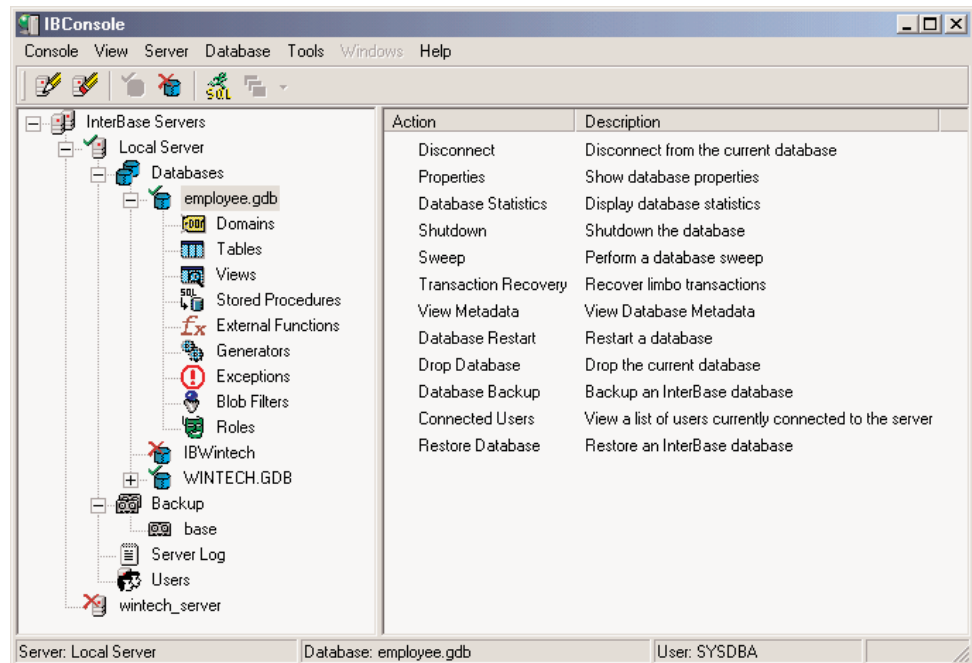 IBConsole
Console View Server Database Tools Windows Help
SQL
InterBase Servers
Local Server
Databases
employee.gdb
Domains
Tables
Views
SQL
Stored Procedures
fx
External Functions
Generators
Exceptions
Blob Filters
Roles
IBWintech
WINTECH.GDB
Backup
base
Server Log
Users
wintech_server
Action Description
Disconnect Disconnect from the current database
Properties Show database properties
Database Statistics Display database statistics
Shutdown Shutdown the database
Sweep Perform a database sweep
Transaction Recovery Recover limbo transactions
View Metadata View Database Metadata
Database Restart Restart a database
Drop Database Drop the current database
Database Backup Backup an InterBase database
Connected Users View a list of users currently connected to the server
Restore Database Restore an InterBase database
Server: Local Server Database: employee.gdb User: SYSDBA